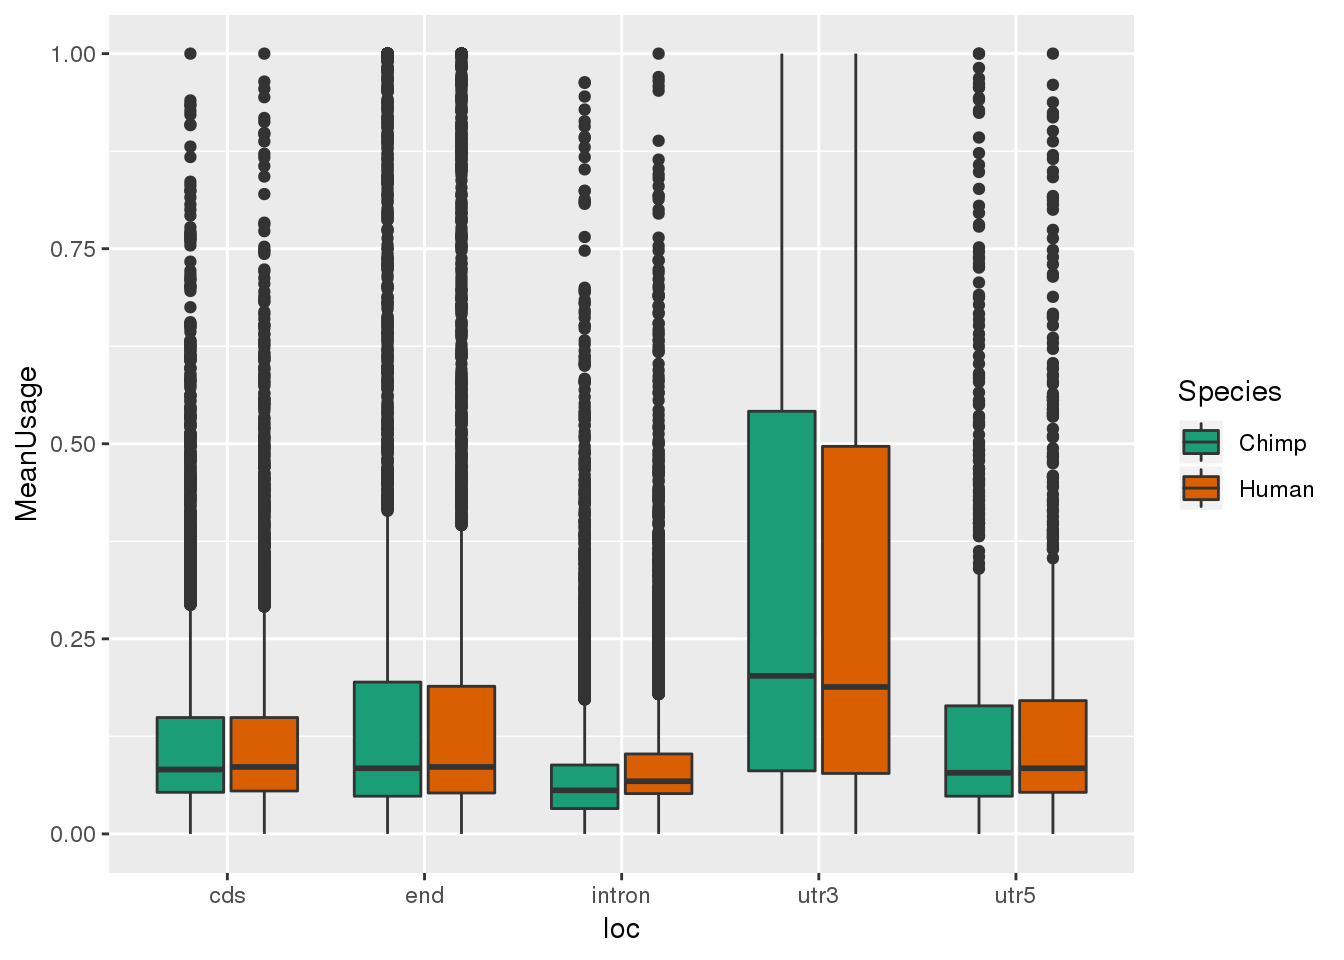 MeanUsage
1.00
0.75
0.50
0.25
0.00
cds end intron utr3 utr5
loc
Species
Chimp
Human